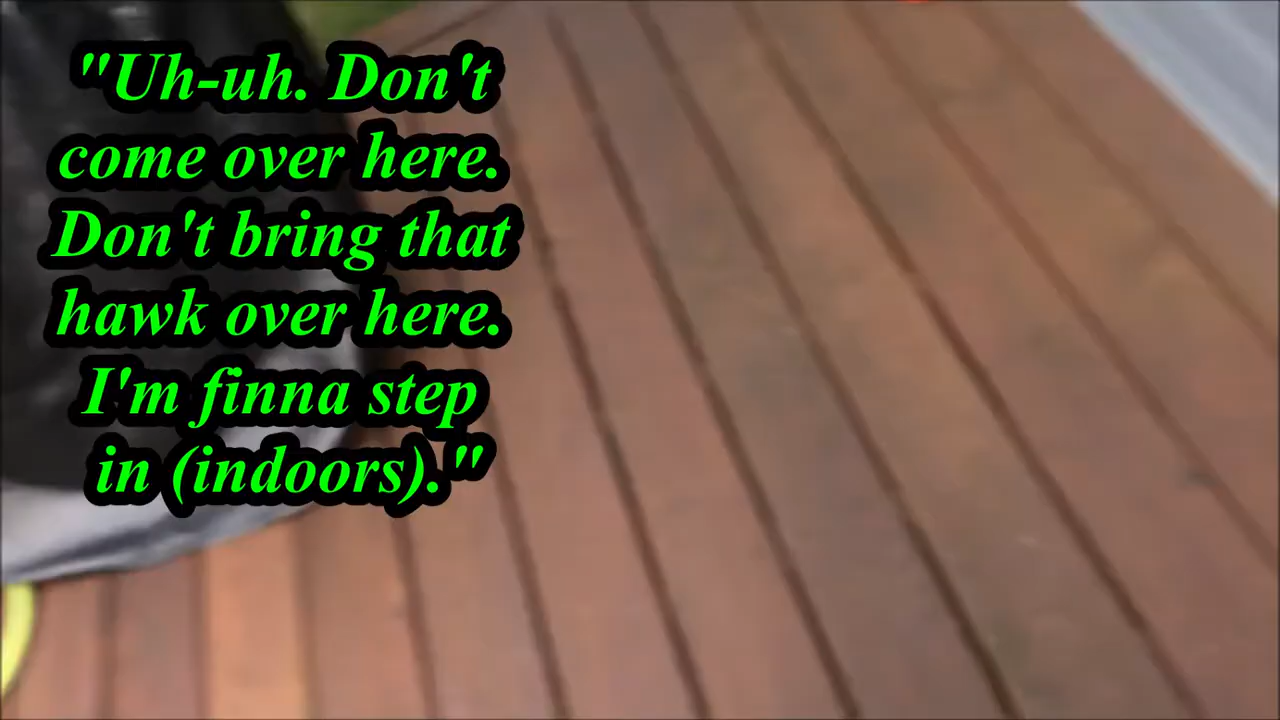 "Uh-uh. Don't
come over here.
Don't bring that
hawk over here.
I'm finna step
in (indoors)."